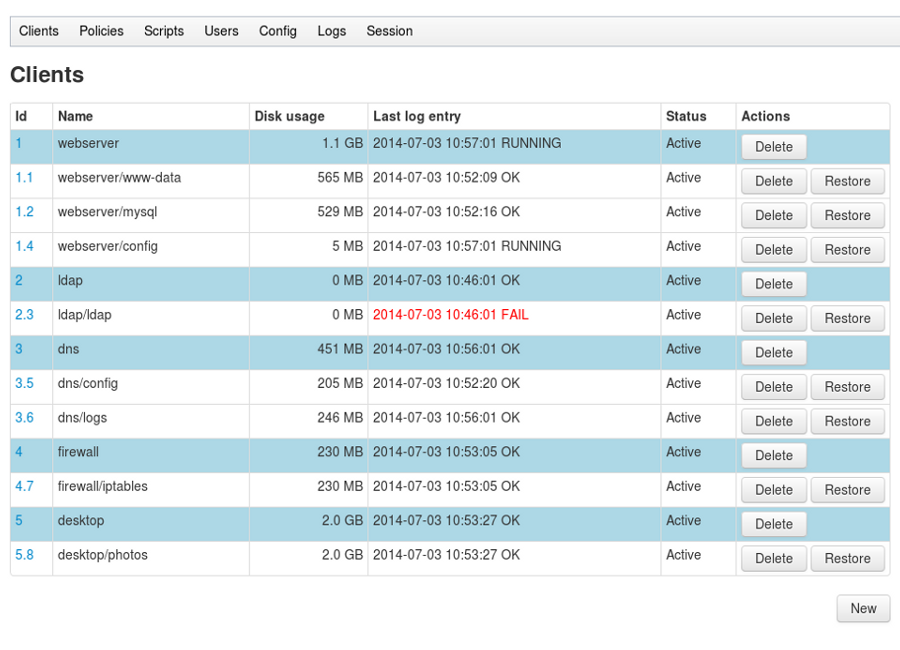 Clients Policies Scripts Users Config Logs Session
Clients
Id Name Disk usage Last log entry Status Actions
1 webserver 1.1 GB 2014-07-03 10:57:01 RUNNING Active Delete
1.1 webserver/www-data 565 MB 2014-07-03 10:52:09 OK Active Delete Restore
1.2 webserver/mysql 529 MB 2014-07-03 10:52:16 OK Active Delete Restore
1.4 webserver/config 5 MB 2014-07-03 10:57:01 RUNNING Active Delete Restore
2 ldap 0 MB 2014-07-03 10:46:01 OK Active Delete
2.3 ldap/ldap 0 MB 2014-07-03 10:46:01 FAIL Active Delete Restore
3 dns 451 MB 2014-07-03 10:56:01 OK Active Delete
3.5 dns/config 205 MB 2014-07-03 10:52:20 OK Active Delete Restore
3.6 dns/logs 246 MB 2014-07-03 10:56:01 OK Active Delete Restore
4 firewall 230 MB 2014-07-03 10:53:05 OK Active Delete
4.7 firewall/iptables 230 MB 2014-07-03 10:53:05 OK Active Delete Restore
5 desktop 2.0 GB 2014-07-03 10:53:27 OK Active Delete
5.8 desktop/photos 2.0 GB 2014-07-03 10:53:27 OK Active Delete Restore
New